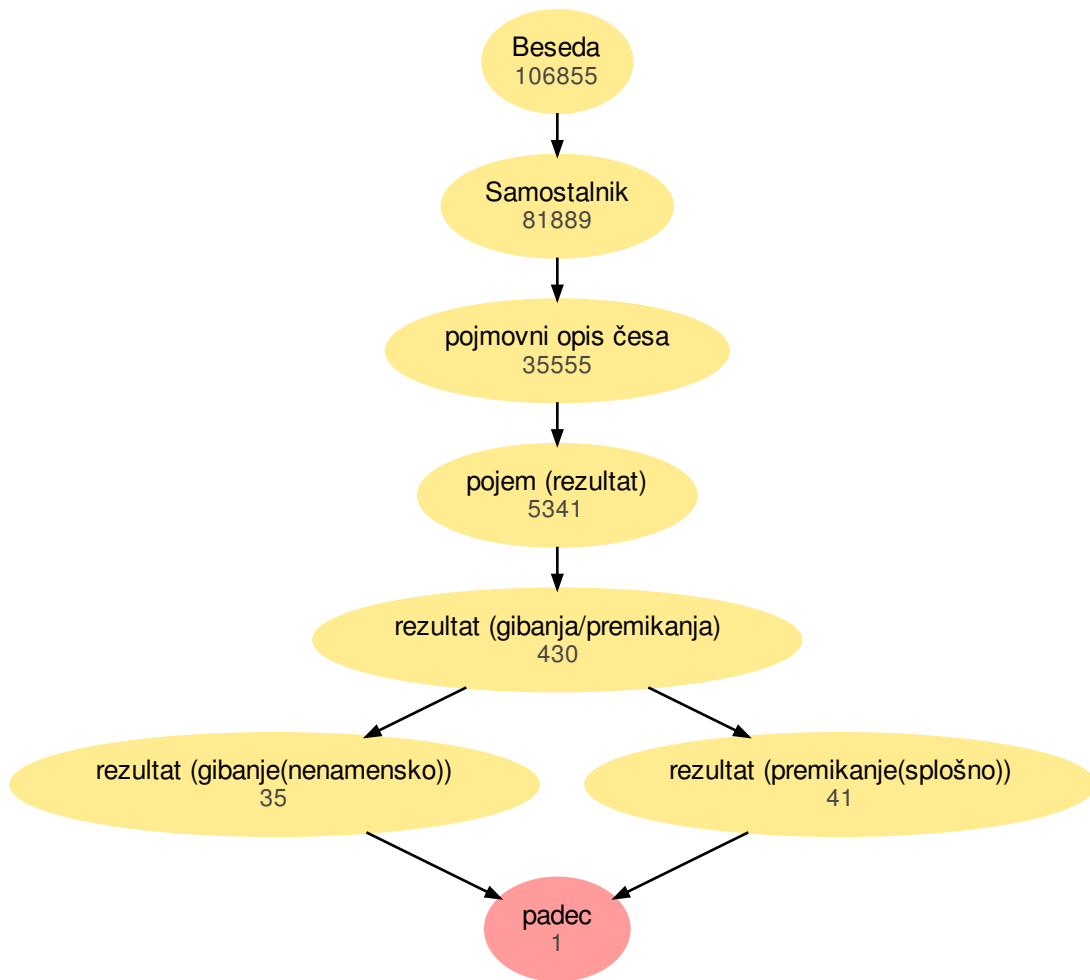 Beseda
106855
Samostalnik
81889
pojmovni opis česa
35555
pojem (rezultat)
5341
rezultat (gibanja/premikanja)
430
rezultat (gibanje(nenamensko))
35
rezultat (premikanje(splošno))
41
padec
1